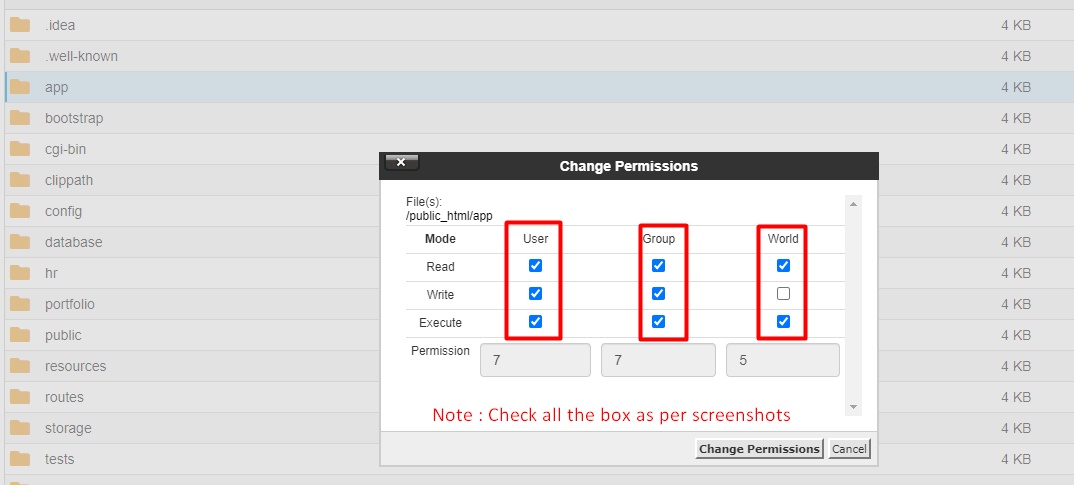 .idea 4 KB
.well-known 4 KB
app 4 KB
bootstrap 4 KB
cgi-bin 4 KB
clippath 4 KB
config 4 KB
database 4 KB
hr 4 KB
portfolio 4 KB
public 4 KB
resources 4 KB
routes 4 KB
storage 4 KB
tests 4 KB
Change Permissions
File(s):
/public_html/app
Mode User Group World
Read
Write
Execute
Permission 7 7 5
Note : Check all the box as per screenshots
Change Permissions Cancel